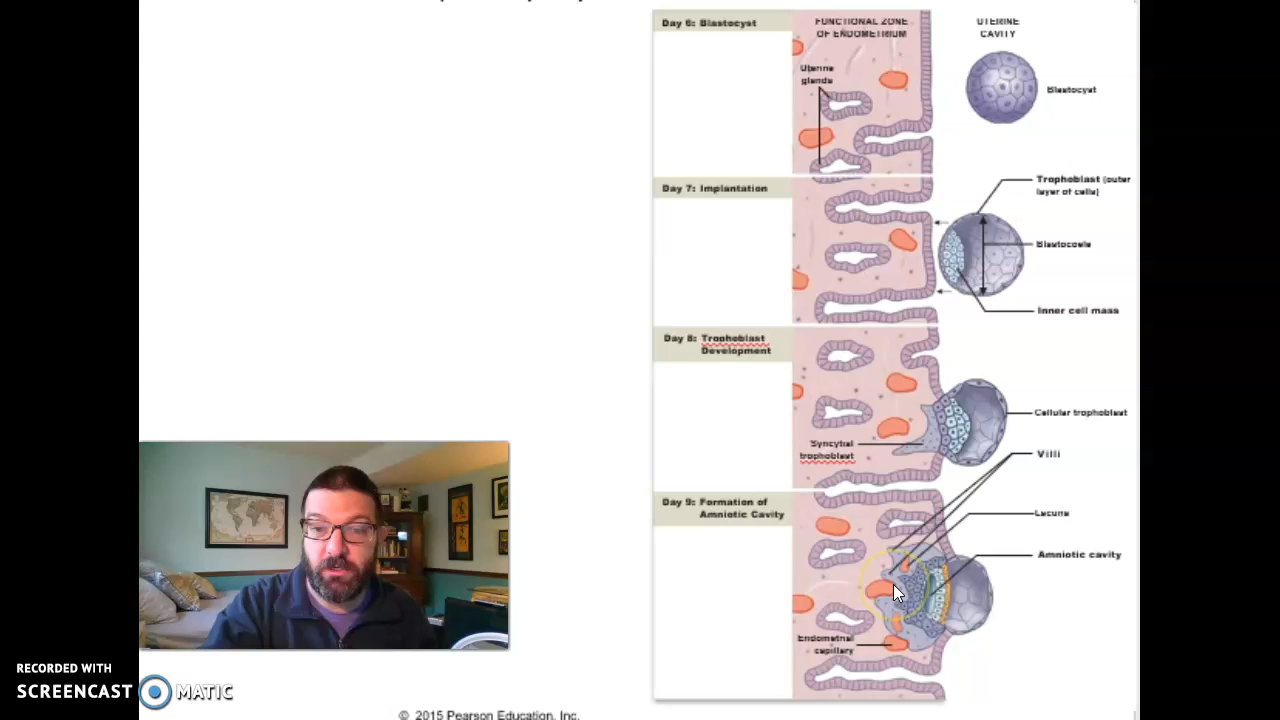 Day 6: Blastocyst
FUNCTIONAL ZONE
OF ENDOMETRIUM
UTERINE
CAVITY
Uterine
glands
Blastocyst
Day 7: Implantation
Trophoblast (outer
layer of cells)
Blastocoele
Inner cell mass
Day 8: Trophoblast
Development
Cellular trophoblast
Syncytial
trophoblast
Villi
Day 9: Formation of
Amniotic Cavity
Lacuna
Amniotic cavity
Endometrial
capillary
RECORDED WITH
SCREENCAST MATIC
© 2015 Pearson Education, Inc.